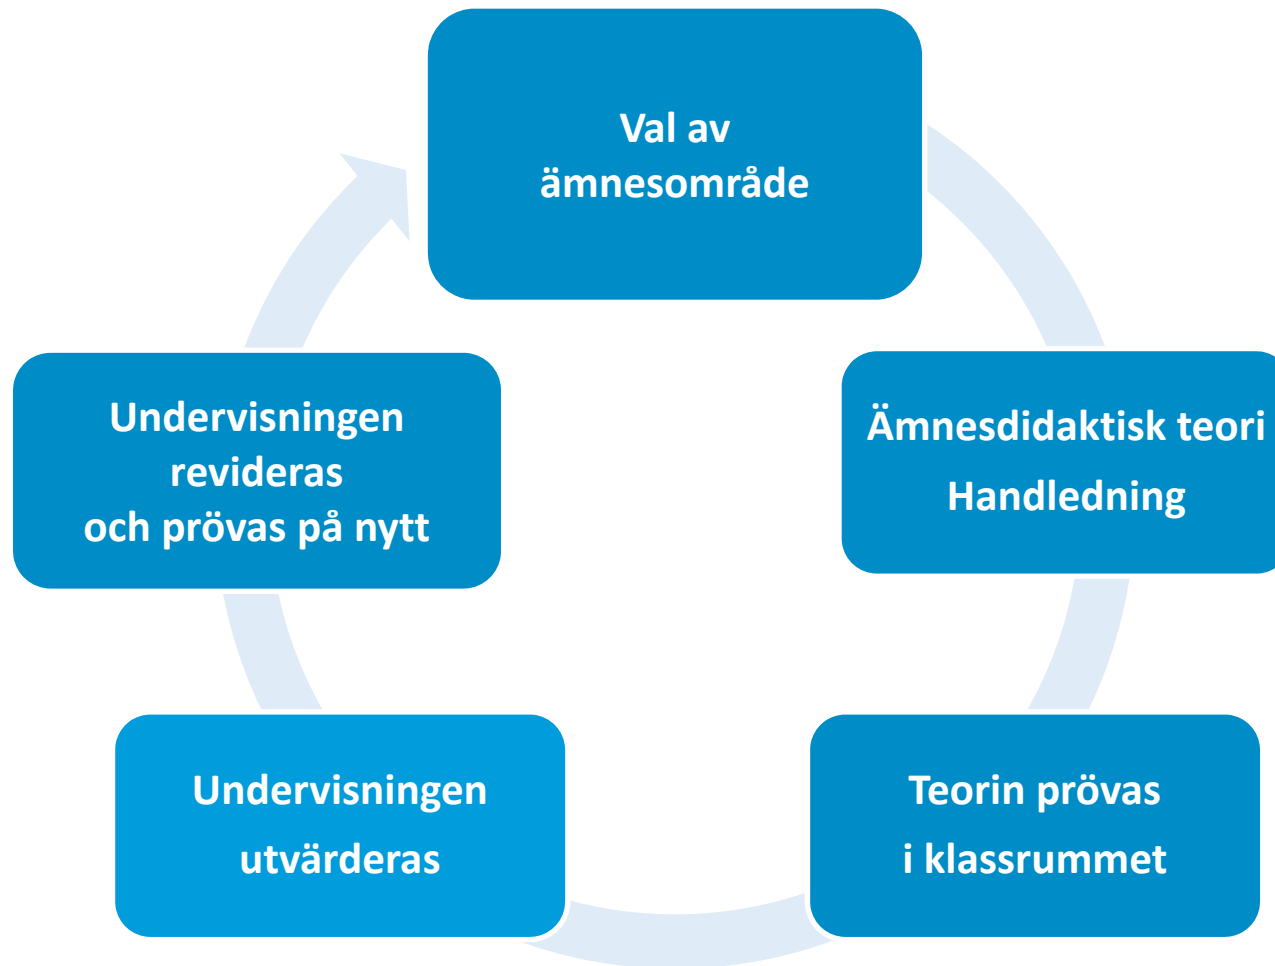 Val av
ämnesområde
Ämnesdidaktisk teori
Handledning
Teorin prövas
i klassrummet
Undervisningen
utvärderas
Undervisningen
revideras
och prövas på nytt